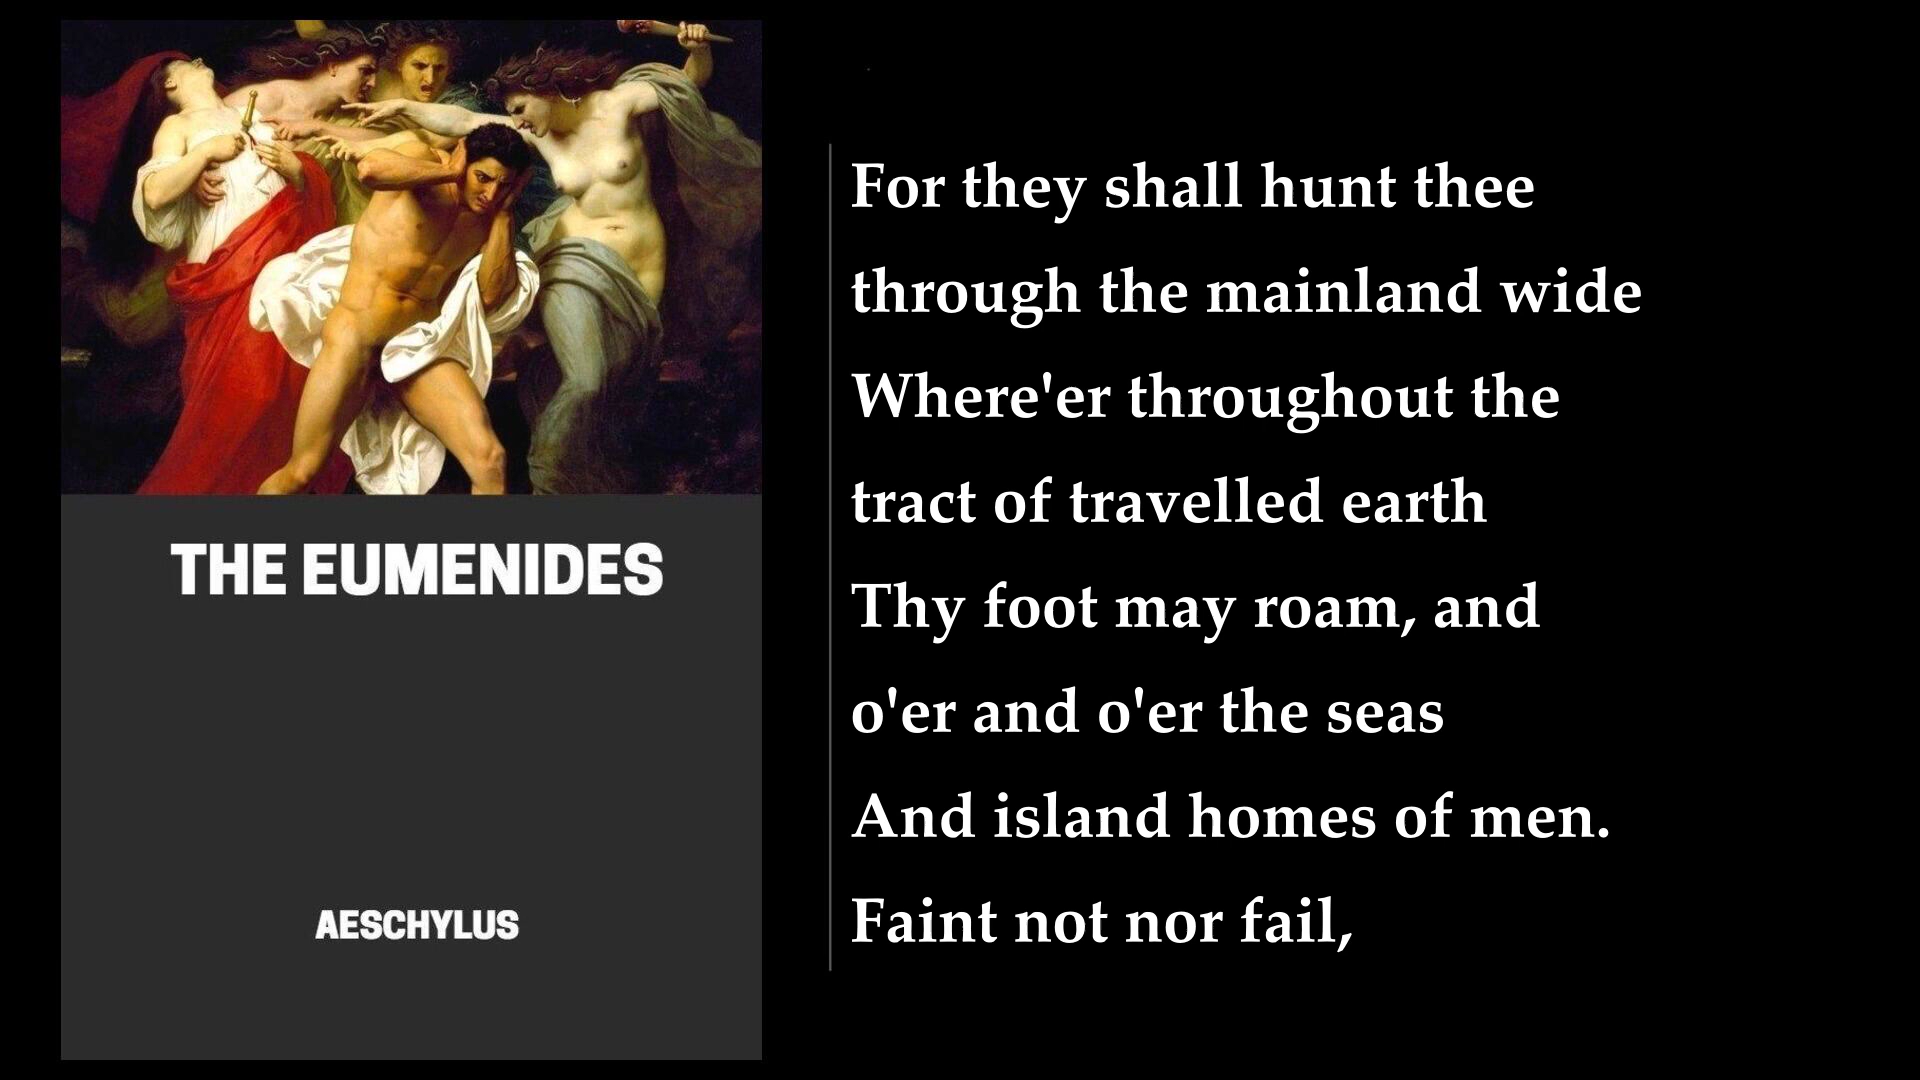 THE EUMENIDES
AESCHYLUS
For they shall hunt thee
through the mainland wide
Where'er throughout the
tract of travelled earth
Thy foot may roam, and
o'er and o'er the seas
And island homes of men.
Faint not nor fail,